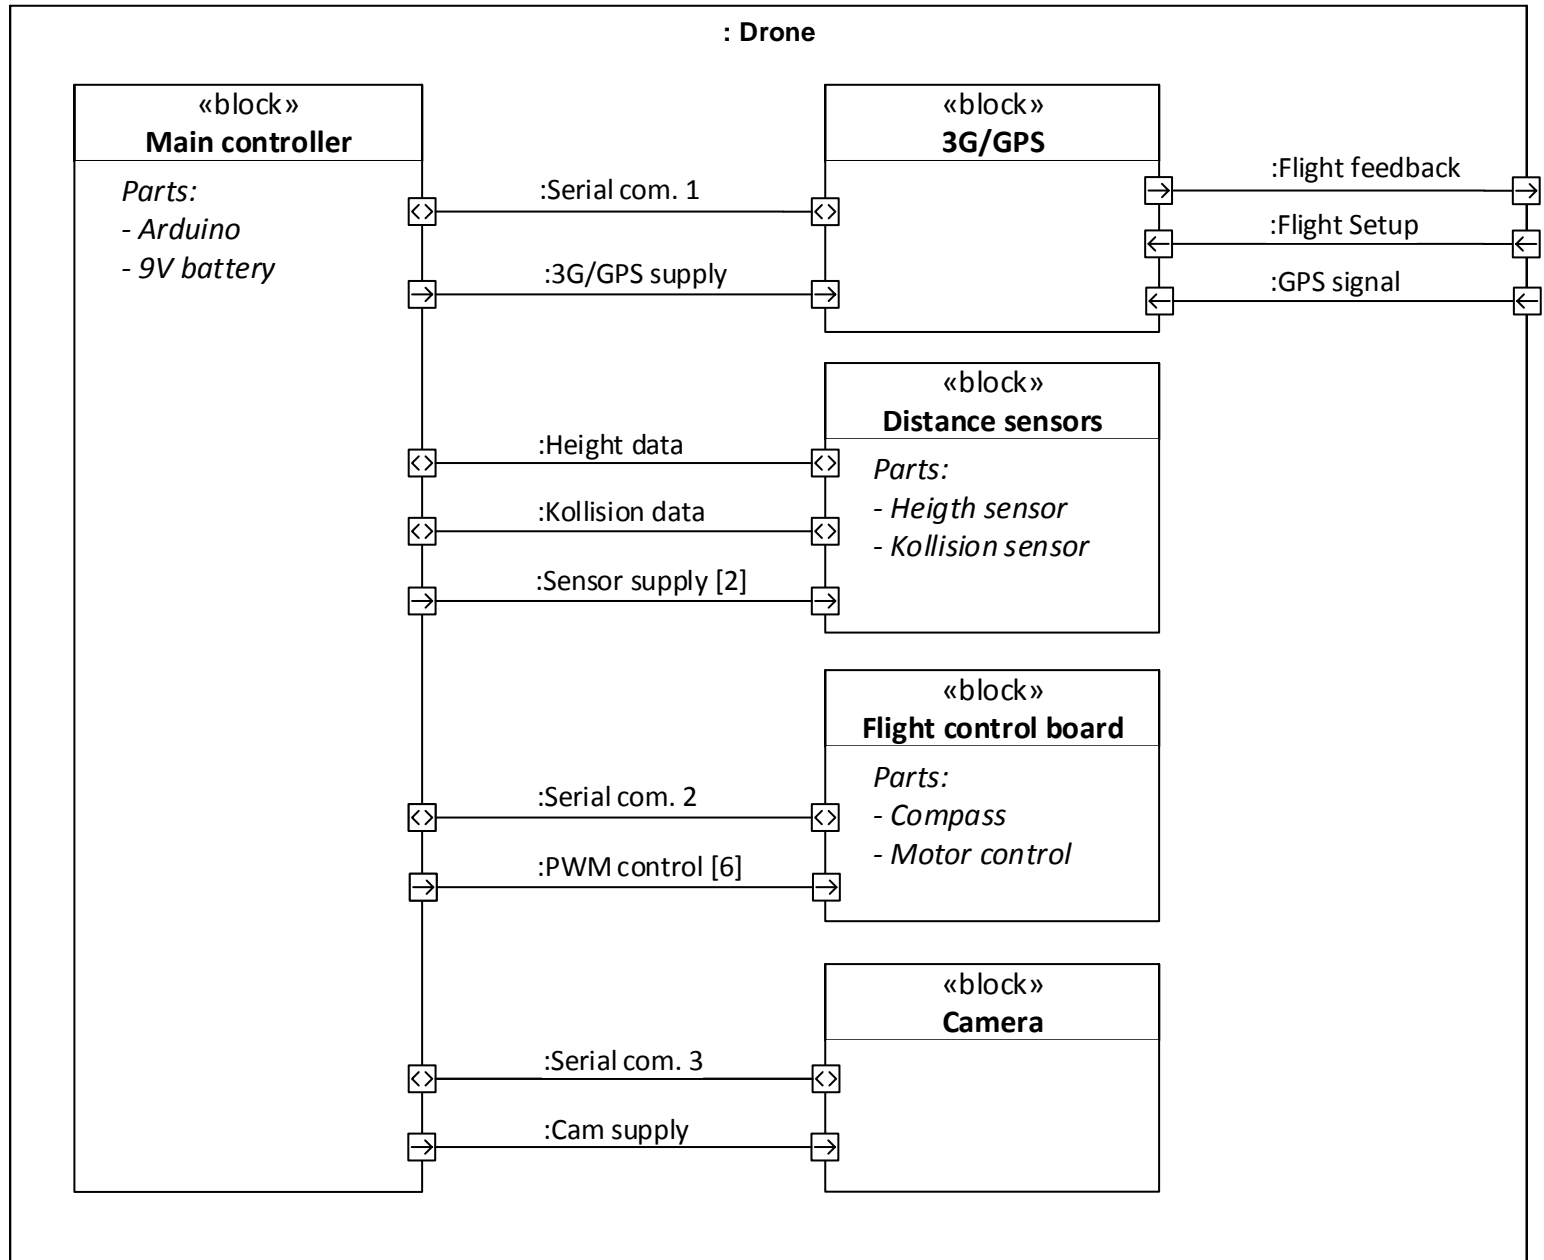 : Drone
«block»
Main controller
Parts:
- Arduino
- 9V battery
:Serial com. 1
:3G/GPS supply
«block»
3G/GPS
:Flight feedback
:Flight Setup
:GPS signal
:Height data
:Kollision data
:Sensor supply [2]
«block»
Distance sensors
Parts:
- Heigth sensor
- Kollision sensor
:Serial com. 2
:PWM control [6]
«block»
Flight control board
Parts:
- Compass
- Motor control
:Serial com. 3
:Cam supply
«block»
Camera